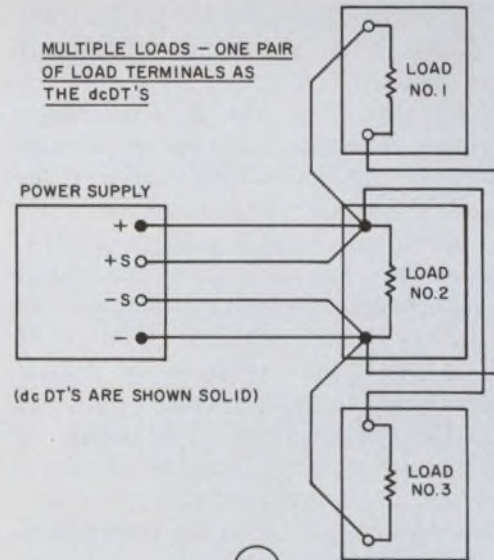 MULTIPLE LOADS – ONE PAIR
OF LOAD TERMINALS AS
THE dcDT'S
LOAD
NO.1
POWER SUPPLY
+
+S
-S
-
LOAD
NO.2
(dc DT'S ARE SHOWN SOLID)
LOAD
NO.3